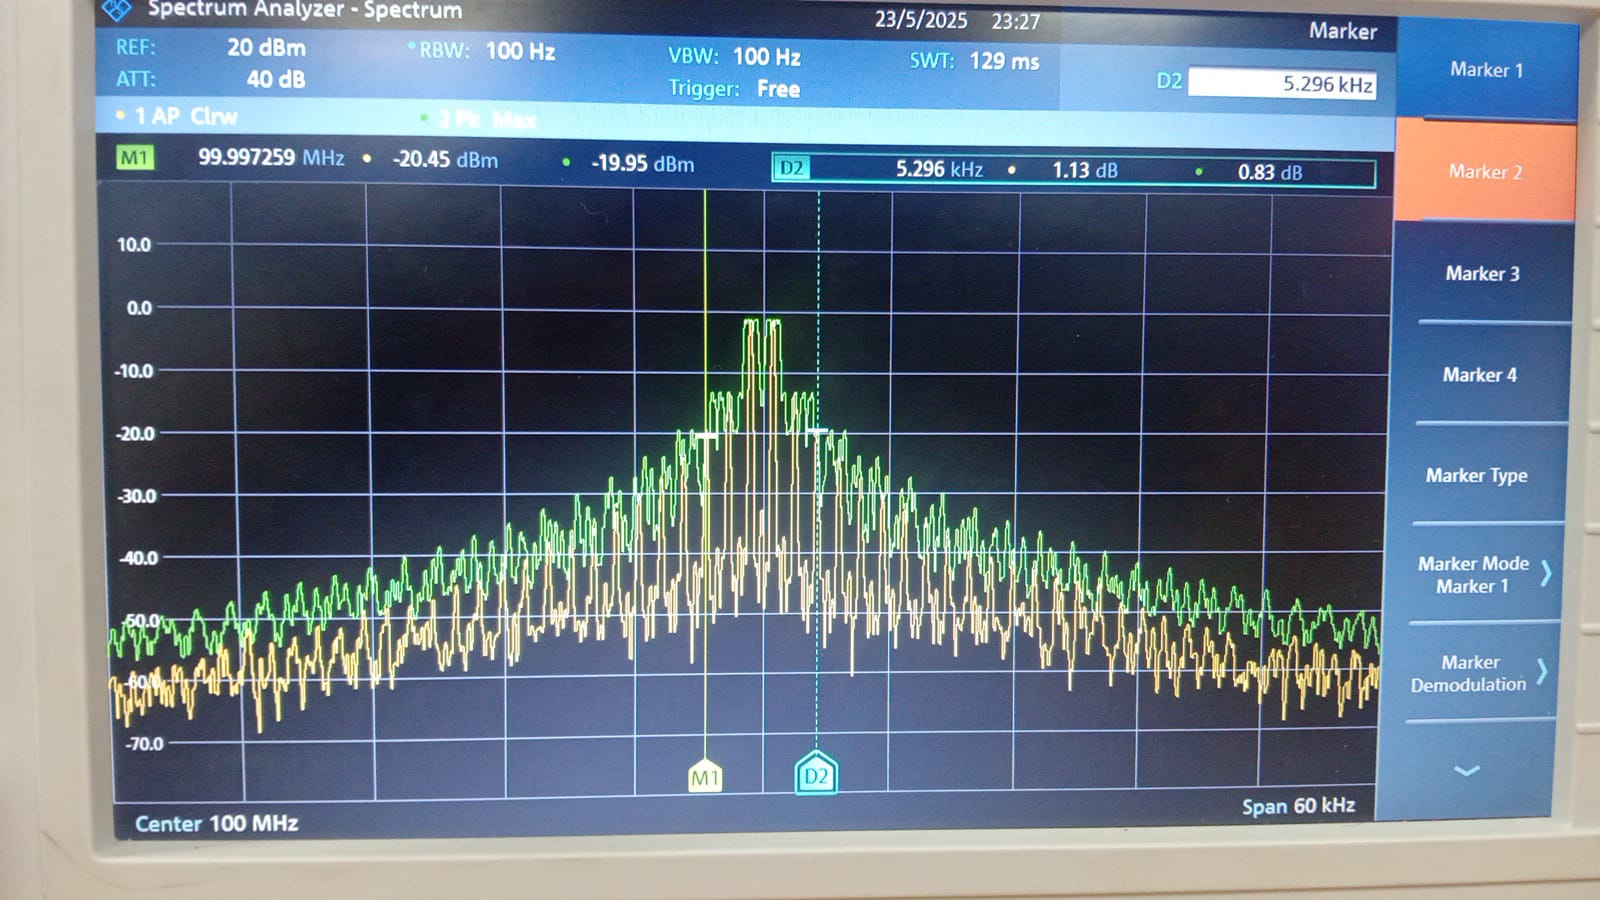 Spectrum Analyzer - Spectrum
23/5/2025 23:27
Marker
REF: 20 dBm
RBW: 100 Hz
VBW: 100 Hz
SWT: 129 ms
ATT: 40 dB
Trigger: Free
D2 5.296 kHz
1 AP Clrw
2 Pk Max
M1 99.997259 MHz -20.45 dBm -19.95 dBm
D2 5.296 kHz 1.13 dB 0.83 dB
10.0
0.0
-10.0
-20.0
-30.0
-40.0
-50.0
-60.0
-70.0
M1
D2
Center 100 MHz
Span 60 kHz
Marker 1
Marker 2
Marker 3
Marker 4
Marker Type
Marker Mode
Marker 1
Marker
Demodulation